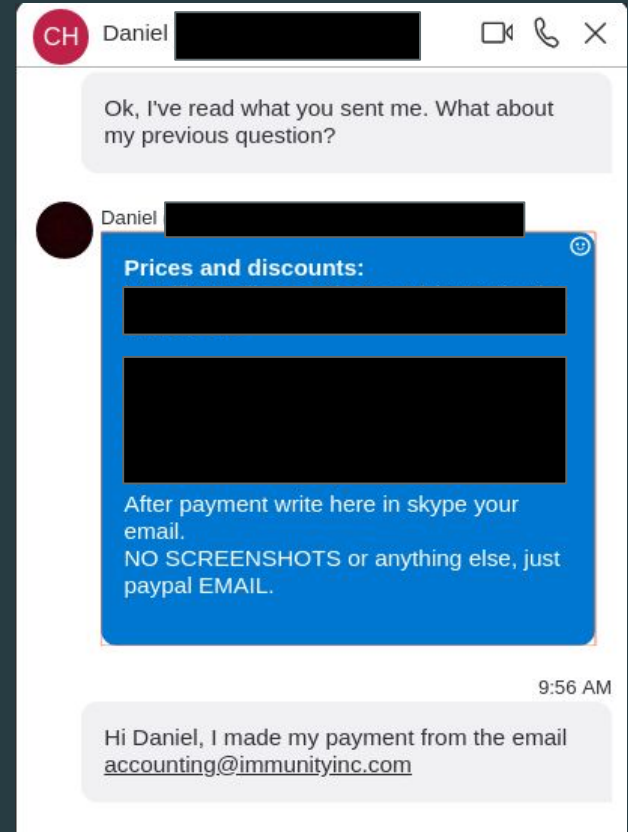 CH
Daniel
Ok, I've read what you sent me. What about
my previous question?
Daniel
Prices and discounts:
After payment write here in skype your
email.
NO SCREENSHOTS or anything else, just
paypal EMAIL.
9:56 AM
Hi Daniel, I made my payment from the email
accounting@immunityinc.com